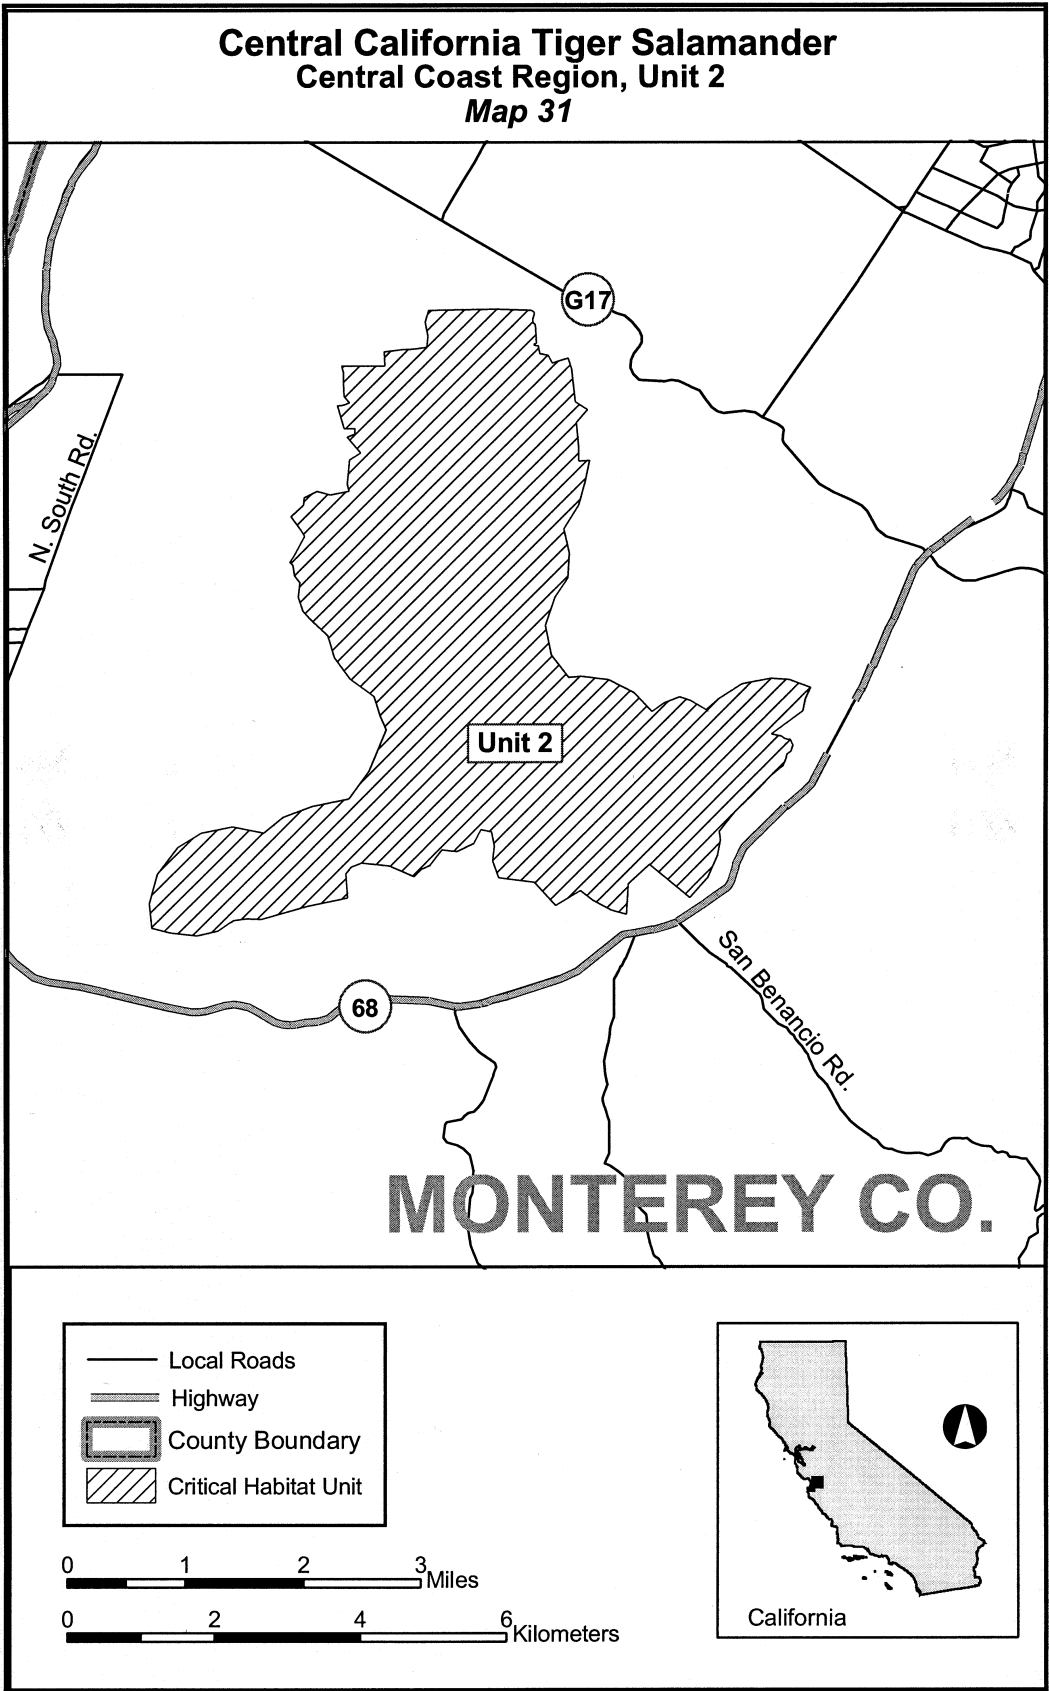 Central California Tiger Salamander
Central Coast Region, Unit 2
Map 31
G17
N. South Rd.
Unit 2
San Benancio Rd.
68
MONTEREY CO.
Local Roads
Highway
County Boundary
Critical Habitat Unit
0 1 2 3 Miles
0 2 4 6 Kilometers
California